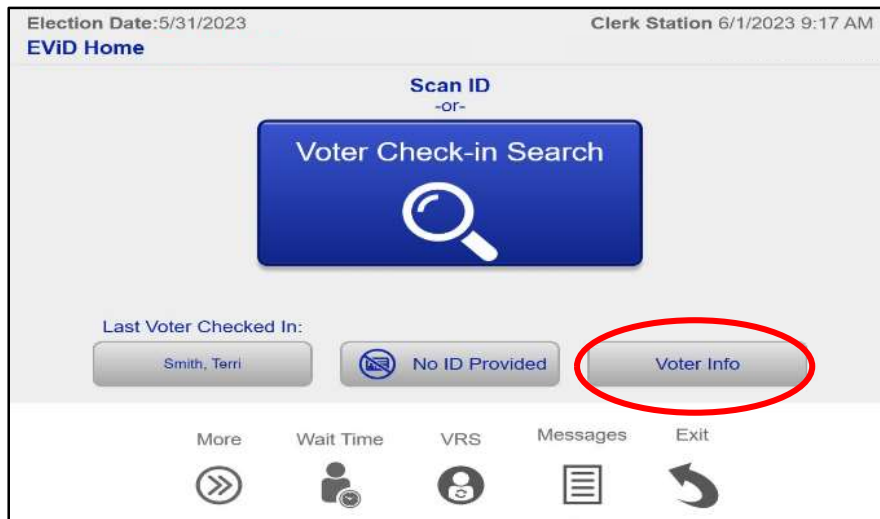 Election Date:5/31/2023 Clerk Station 6/1/2023 9:17 AM
EViD Home
Scan ID
-or-
Voter Check-in Search
Last Voter Checked In:
Smith, Terri No ID Provided Voter Info
More Wait Time VRS Messages Exit